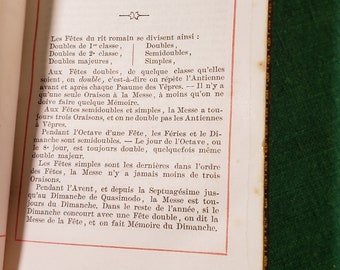 Les Fêtes du rit romain se divisent ainsi :
Doubles de 1re classe, | Doubles,
Doubles de 2e classe, | Semidoubles,
Doubles majeures, | Simples,
Aux Fêtes doubles, de quelque classe qu'elles
soient, on double, c'est-à-dire on répète l'Antienne
avant et après chaque Psaume des Vêpres. — Il n'y a
qu'une seule Oraison à la Messe, à moins qu'on ne
doive faire quelque Mémoire.
Aux Fêtes semidoubles et simples, la Messe a tou-
jours trois Oraisons, et on ne double pas les Antiennes
à Vêpres.
Pendant l'Octave d'une Fête, les Féries et le Di-
manche sont semidoubles. — Le jour de l'Octave, ou
le 8e jour, est toujours double, quelquefois même
double majeur.
Les Fêtes simples sont les dernières dans l'ordre
des Fêtes, la Messe n'y a jamais moins de trois
Oraisons.
Pendant l'Avent, et depuis la Septuagésime jus-
qu'au Dimanche de Quasimodo, la Messe est tou-
jours du Dimanche. Dans le reste de l'année, si le
Dimanche concourt avec une Fête double, on dit la
Messe de la Fête, et on fait Mémoire du Dimanche.